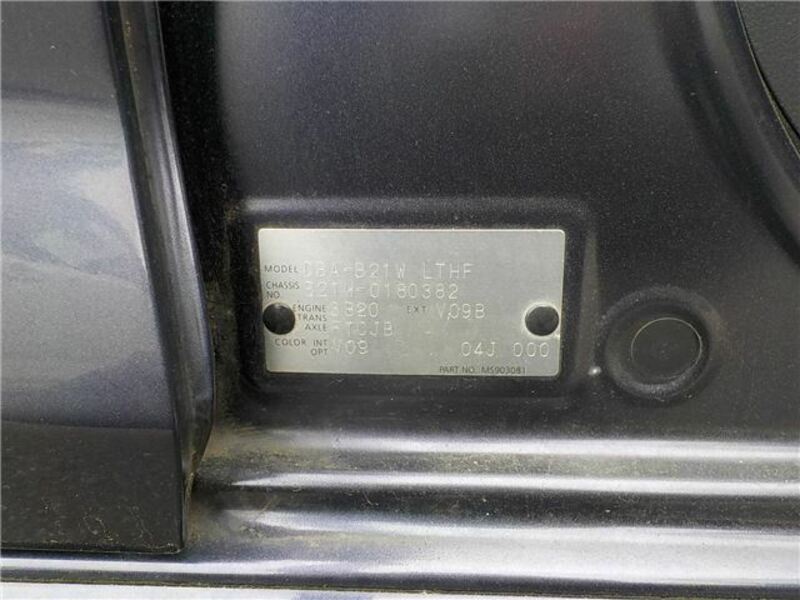 MODEL DBA-B21W LTHF
CHASSIS NO. B21W-0180382
ENGINE 3B20 EXT V09B
TRANS AXLE FTCJB
COLOR INT V09 04J 000
OPT
PART NO. MS903081